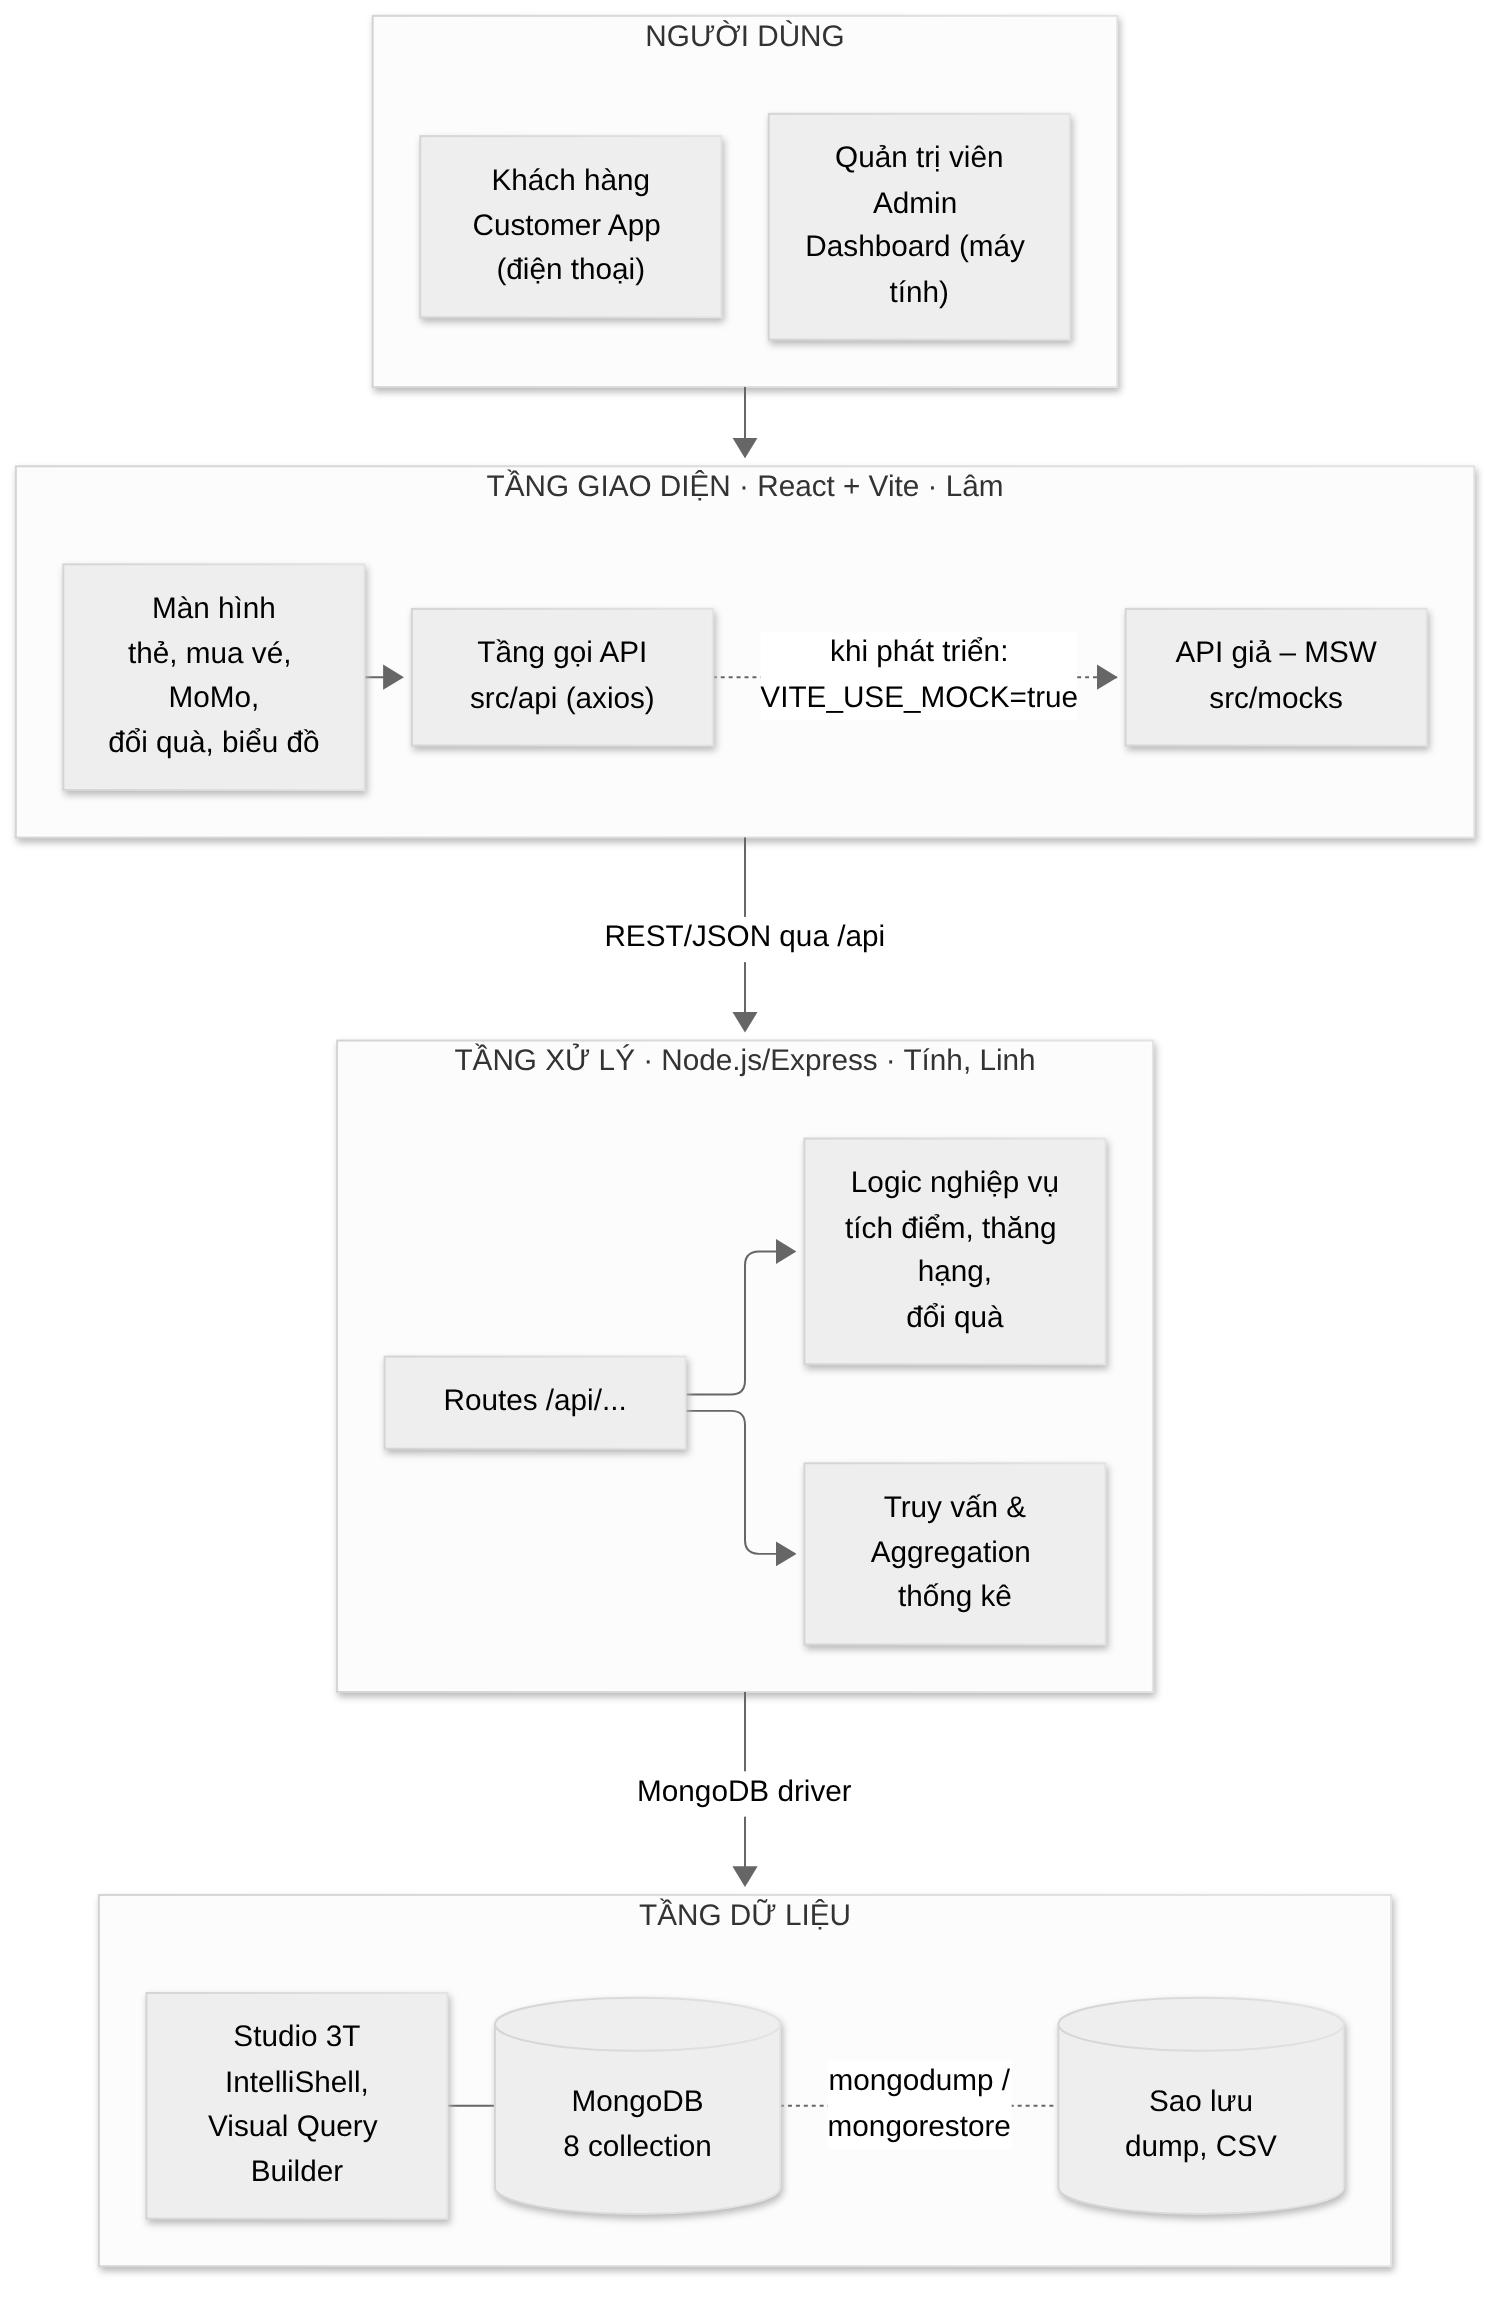 NGƯỜI DÙNG
Khách hàng
Customer App
(điện thoại)
Quản trị viên
Admin
Dashboard (máy
tính)
TẦNG GIAO DIỆN · React + Vite · Lâm
Màn hình
thẻ, mua vé,
MoMo,
đổi quà, biểu đồ
Tầng gọi API
src/api (axios)
khi phát triển:
VITE_USE_MOCK=true
API giả – MSW
src/mocks
REST/JSON qua /api
TẦNG XỬ LÝ · Node.js/Express · Tính, Linh
Logic nghiệp vụ
tích điểm, thăng
hạng,
đổi quà
Routes /api/...
Truy vấn &
Aggregation
thống kê
MongoDB driver
TẦNG DỮ LIỆU
Studio 3T
IntelliShell,
Visual Query
Builder
MongoDB
8 collection
mongodump /
mongorestore
Sao lưu
dump, CSV